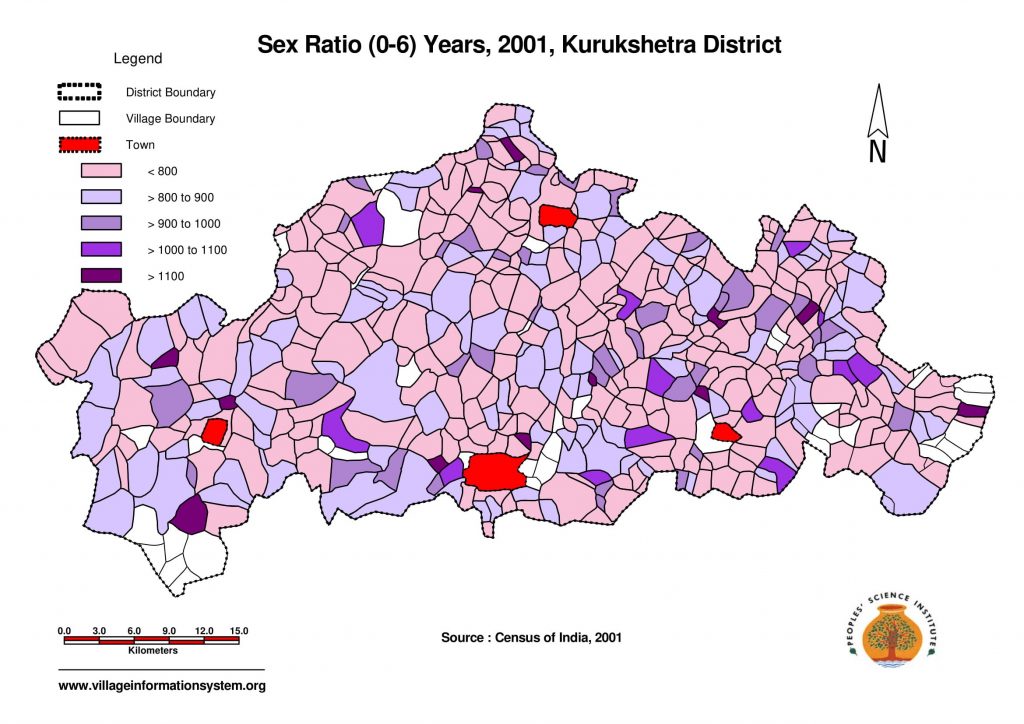 Sex Ratio (0-6) Years, 2001, Kurukshetra District
Legend
District Boundary
Village Boundary
Town
< 800
> 800 to 900
> 900 to 1000
> 1000 to 1100
> 1100
N
0.0 3.0 6.0 9.0 12.0 15.0
Kilometers
Source : Census of India, 2001
www.villageinformationsystem.org
PEOPLES' SCIENCE INSTITUTE